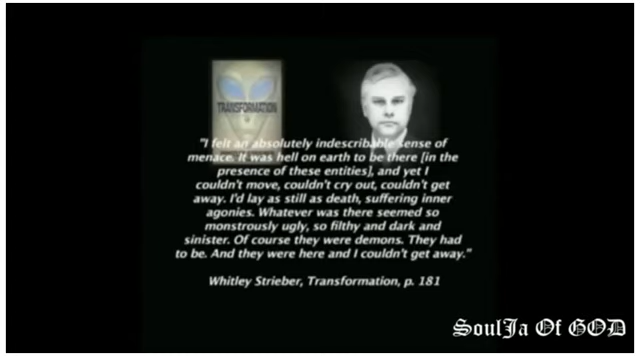 TRANSFORMATION
"I felt an absolutely indescribable sense of
menace. It was hell on earth to be there [in the
presence of these entities], and yet I
couldn't move, couldn't cry out, couldn't get
away. I'd lay as still as death, suffering inner
agonies. Whatever was there seemed so
monstrously ugly, so filthy and dark and
sinister. Of course they were demons. They had
to be. And they were here and I couldn't get away."
Whitley Strieber, Transformation, p. 181
SoulJa Of GOD